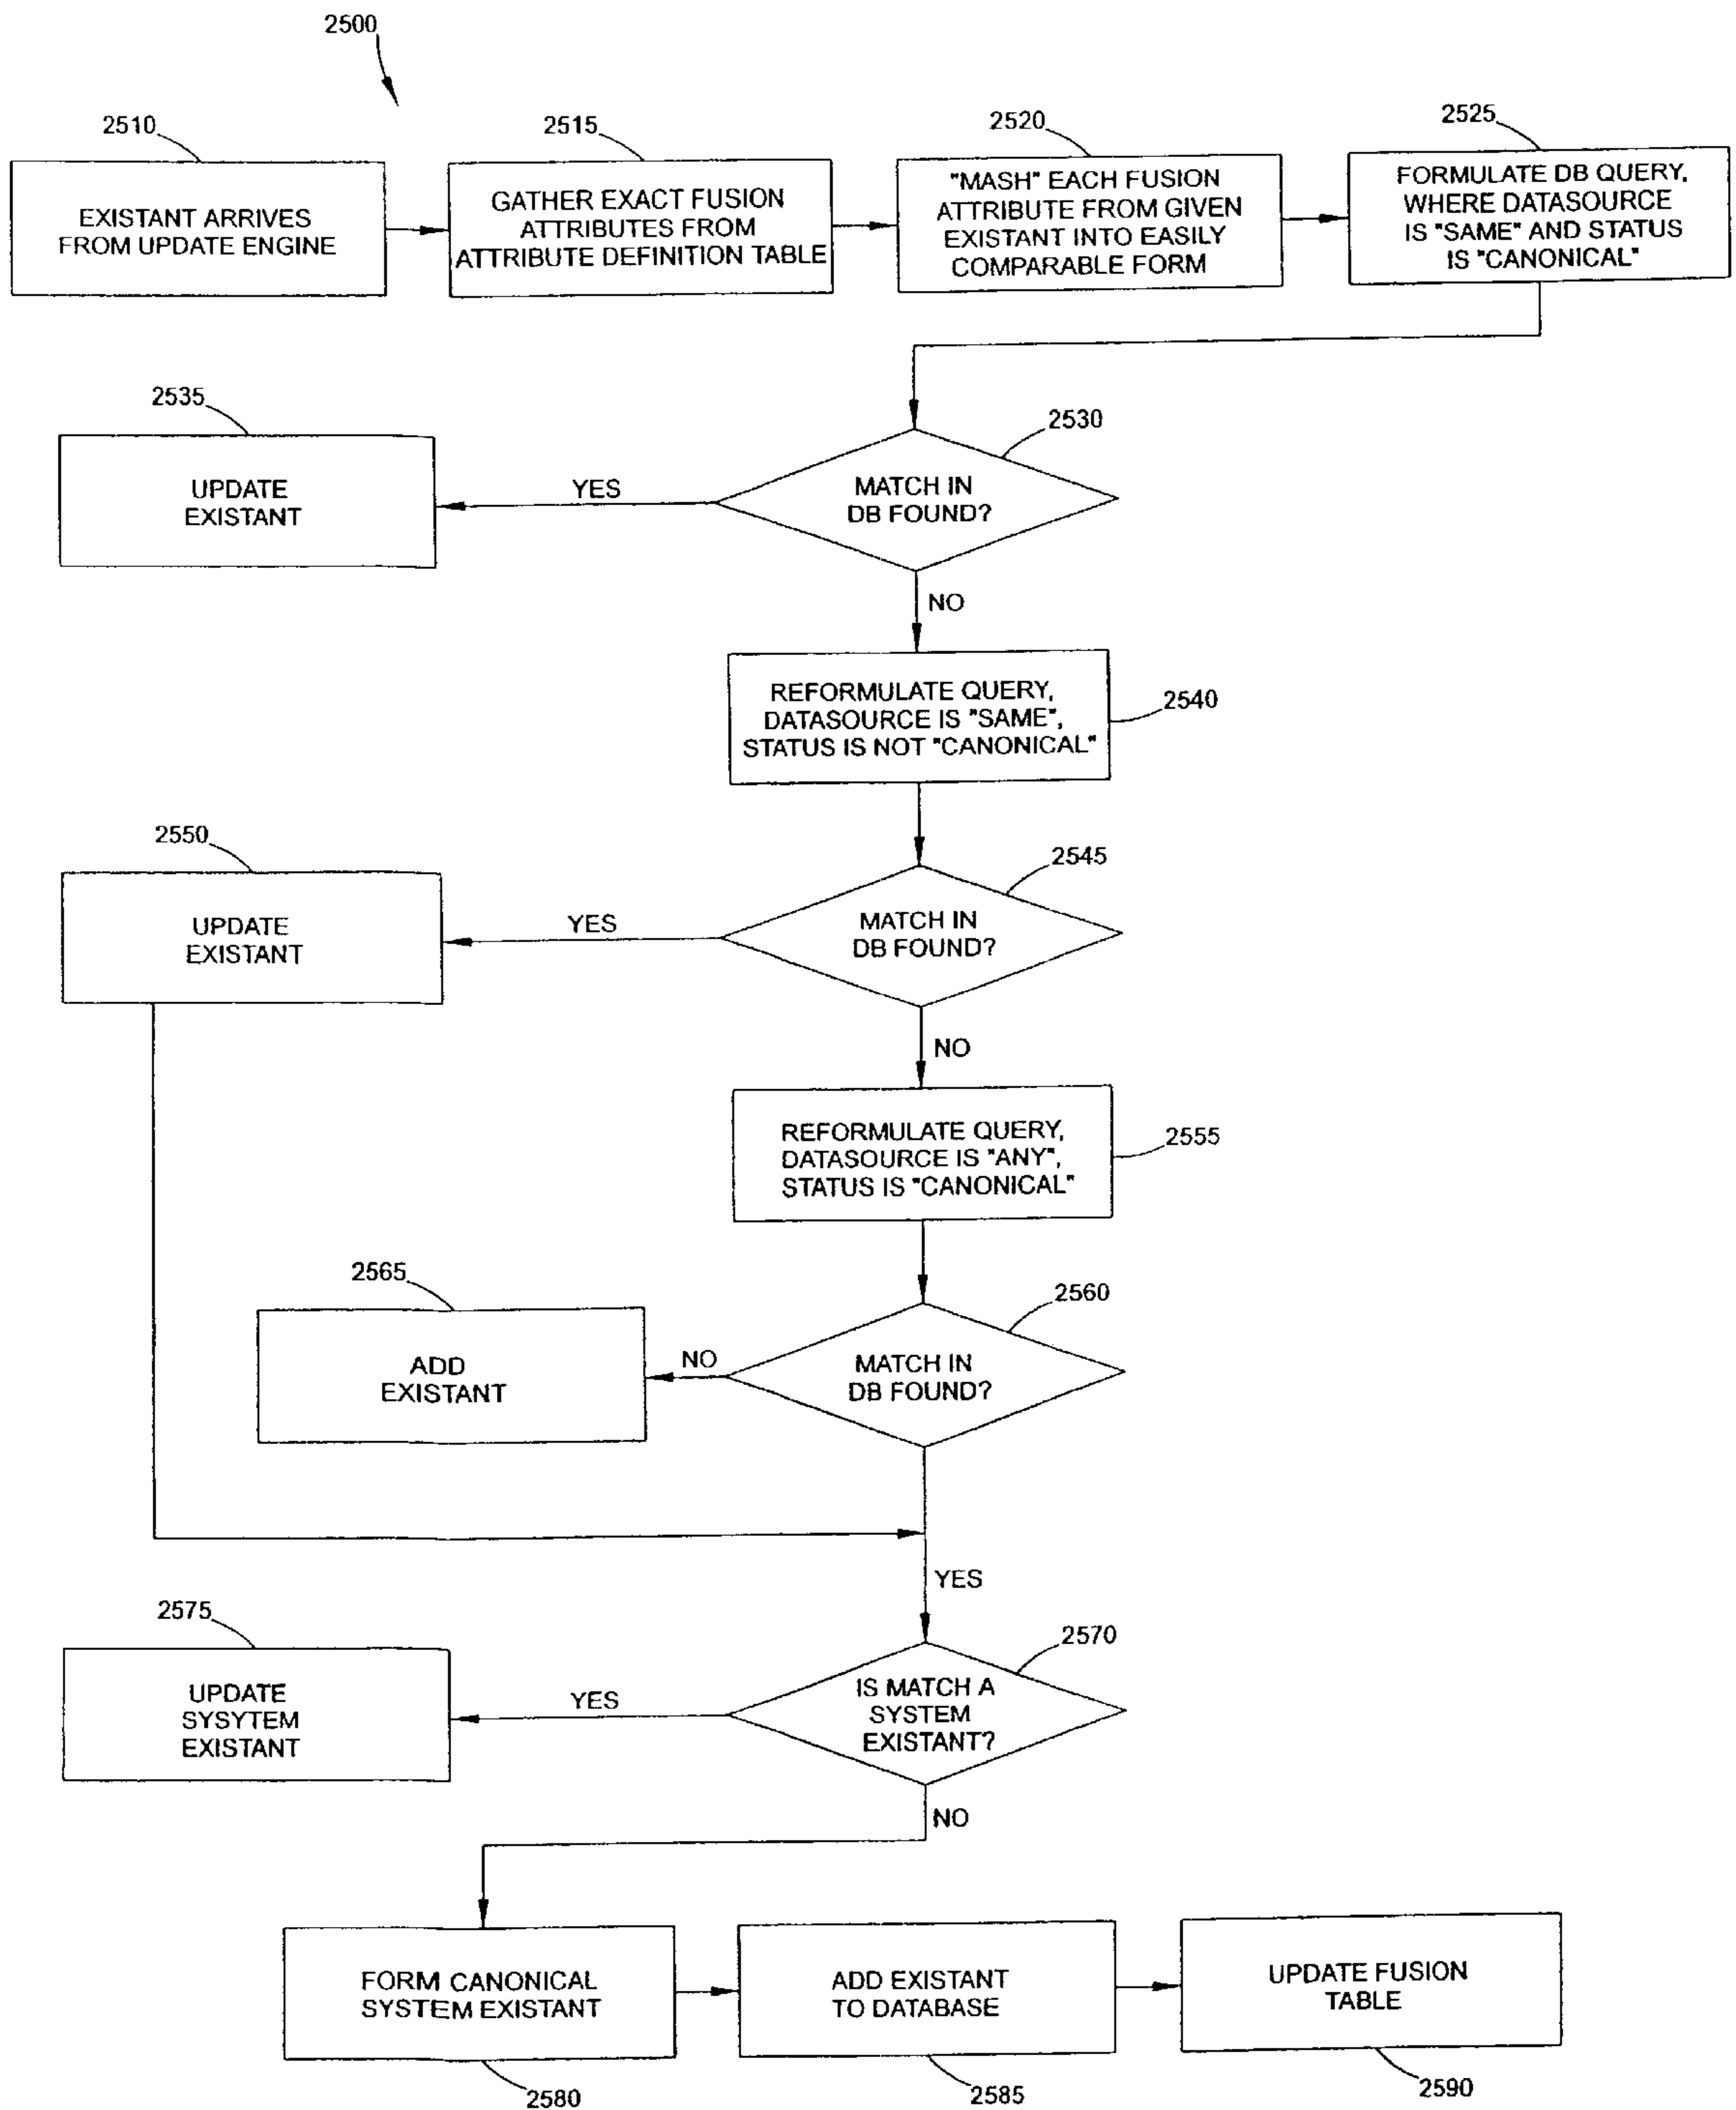 2500
2510
EXISTANT ARRIVES
FROM UPDATE ENGINE
2515
GATHER EXACT FUSION
ATTRIBUTES FROM
ATTRIBUTE DEFINITION TABLE
2520
"MASH" EACH FUSION
ATTRIBUTE FROM GIVEN
EXISTANT INTO EASILY
COMPARABLE FORM
2525
FORMULATE DB QUERY,
WHERE DATASOURCE
IS "SAME" AND STATUS
IS "CANONICAL"
2530
MATCH IN
DB FOUND?
YES
2535
UPDATE
EXISTANT
NO
REFORMULATE QUERY,
DATASOURCE IS "SAME",
STATUS IS NOT "CANONICAL"
2540
2545
MATCH IN
DB FOUND?
YES
2550
UPDATE
EXISTANT
NO
REFORMULATE QUERY,
DATASOURCE IS "ANY",
STATUS IS "CANONICAL"
2555
2560
MATCH IN
DB FOUND?
NO
2565
ADD
EXISTANT
YES
2570
IS MATCH A
SYSTEM
EXISTANT?
YES
2575
UPDATE
SYSYTEM
EXISTANT
NO
FORM CANONICAL
SYSTEM EXISTANT
2580
ADD EXISTANT
TO DATABASE
2585
UPDATE FUSION
TABLE
2590